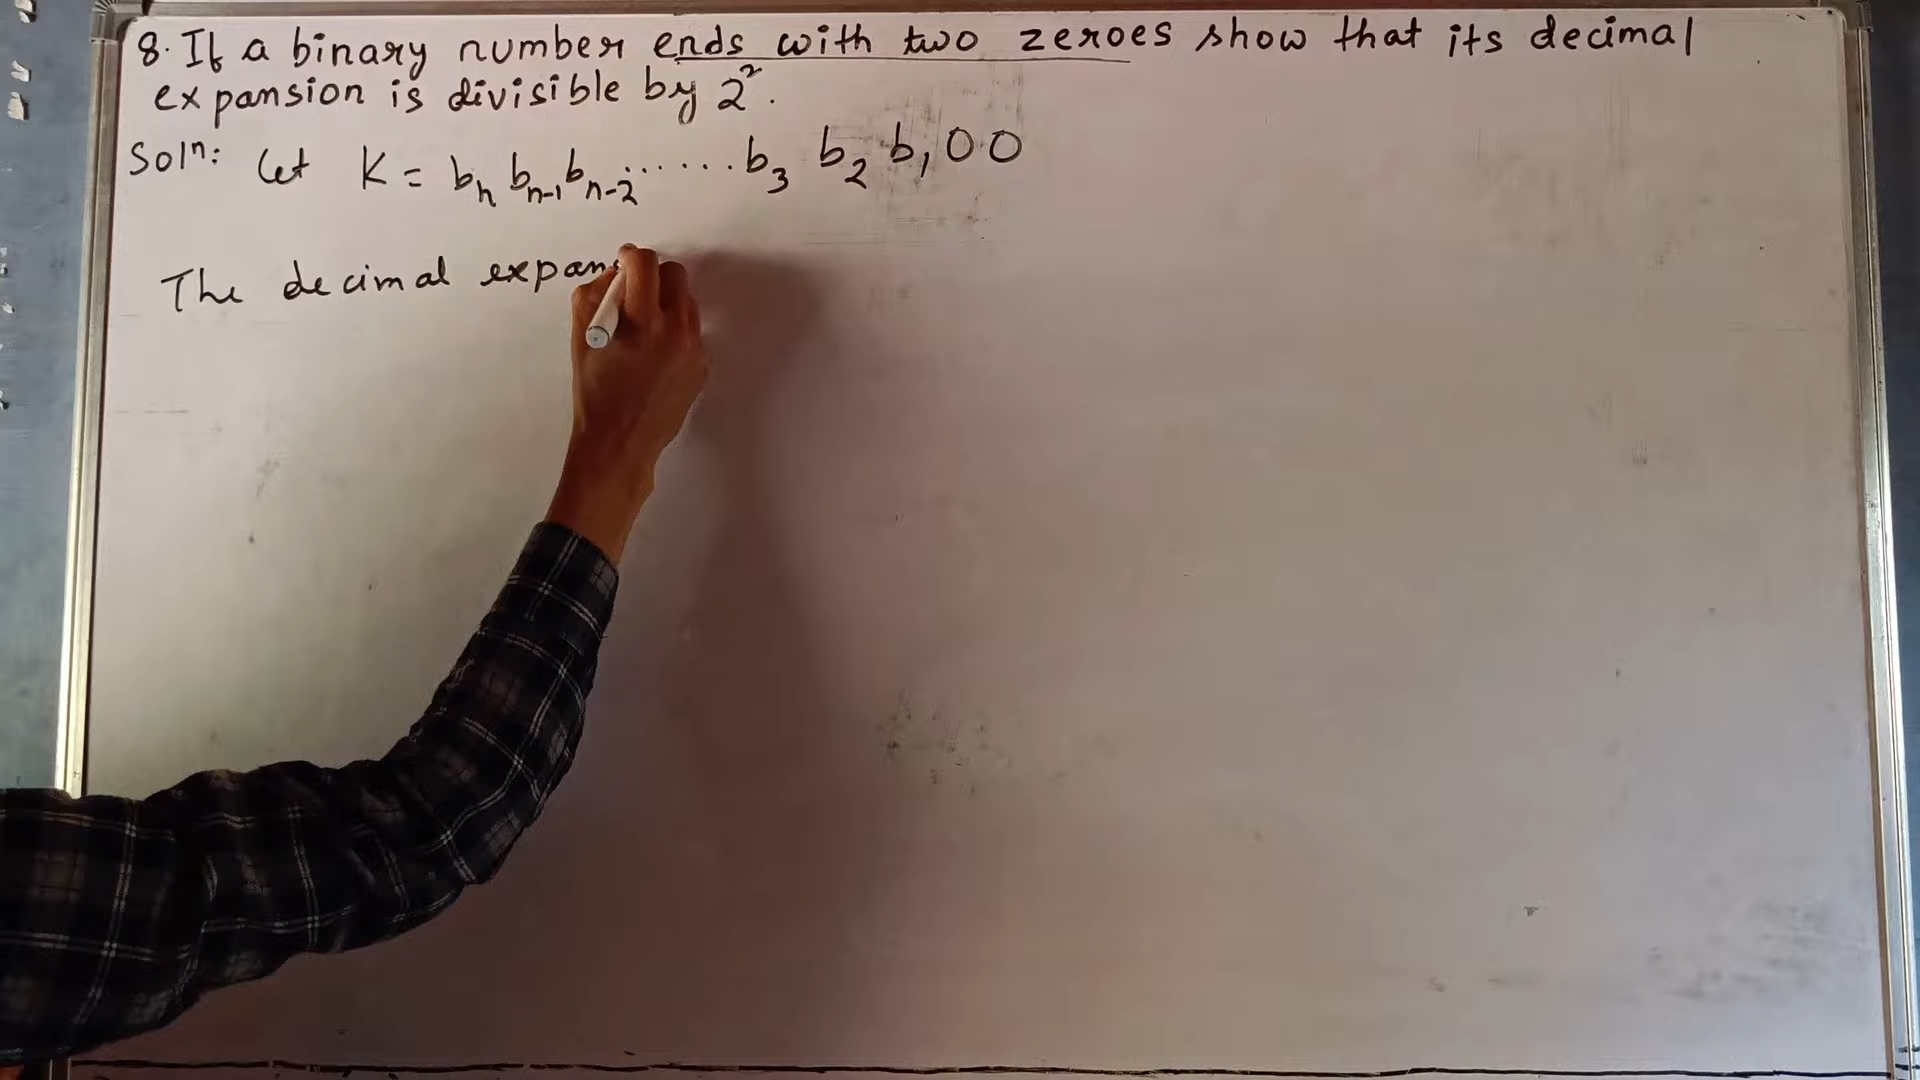 8. If a binary number ends with two zeroes show that its decimal
expansion is divisible by 2².
Solⁿ: Let K = bₙ bₙ₋₁ bₙ₋₂ ...... b₃ b₂ b₁ 0 0
The decimal expans